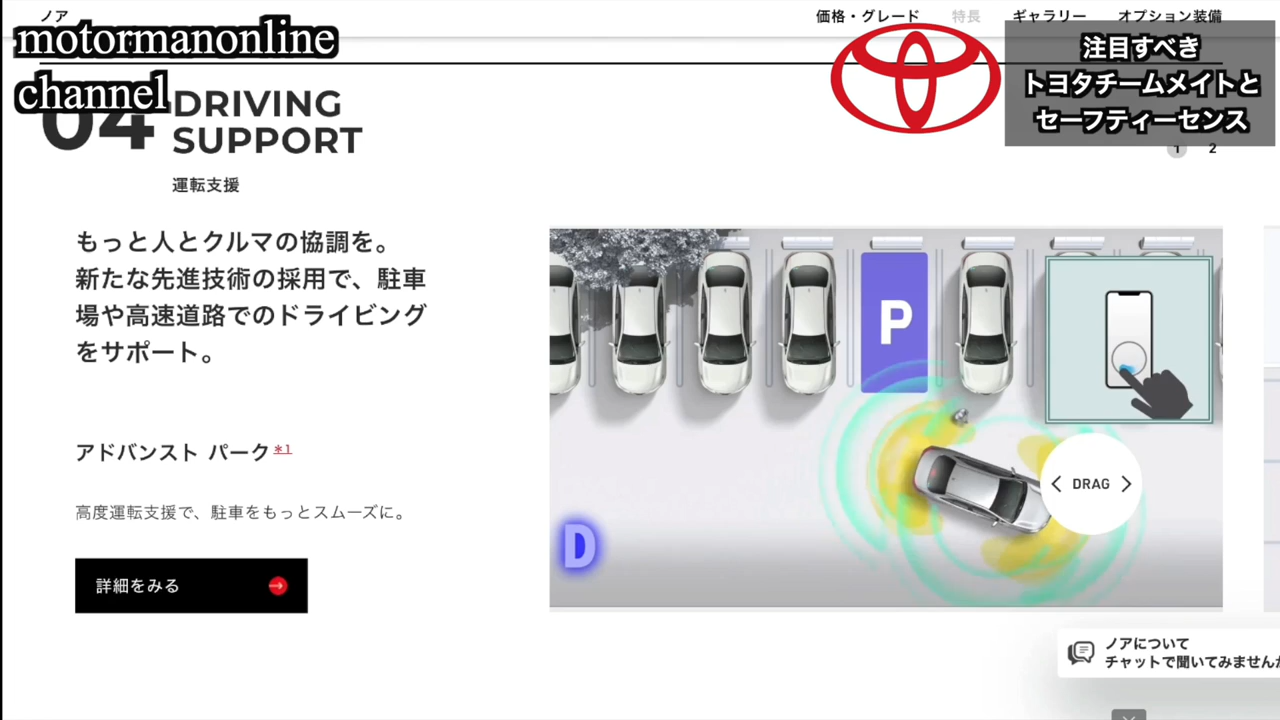 ノア
価格・グレード
特長
ギャラリー
オプション装備
motormanonline
channel
注目すべき
トヨタチームメイトと
セーフティーセンス
04
DRIVING
SUPPORT
1
2
運転支援
もっと人とクルマの協調を。
新たな先進技術の採用で、駐車
場や高速道路でのドライビング
をサポート。
P
アドバンスト パーク*1
DRAG
高度運転支援で、駐車をもっとスムーズに。
D
詳細をみる
ノアについて
チャットで聞いてみませんか